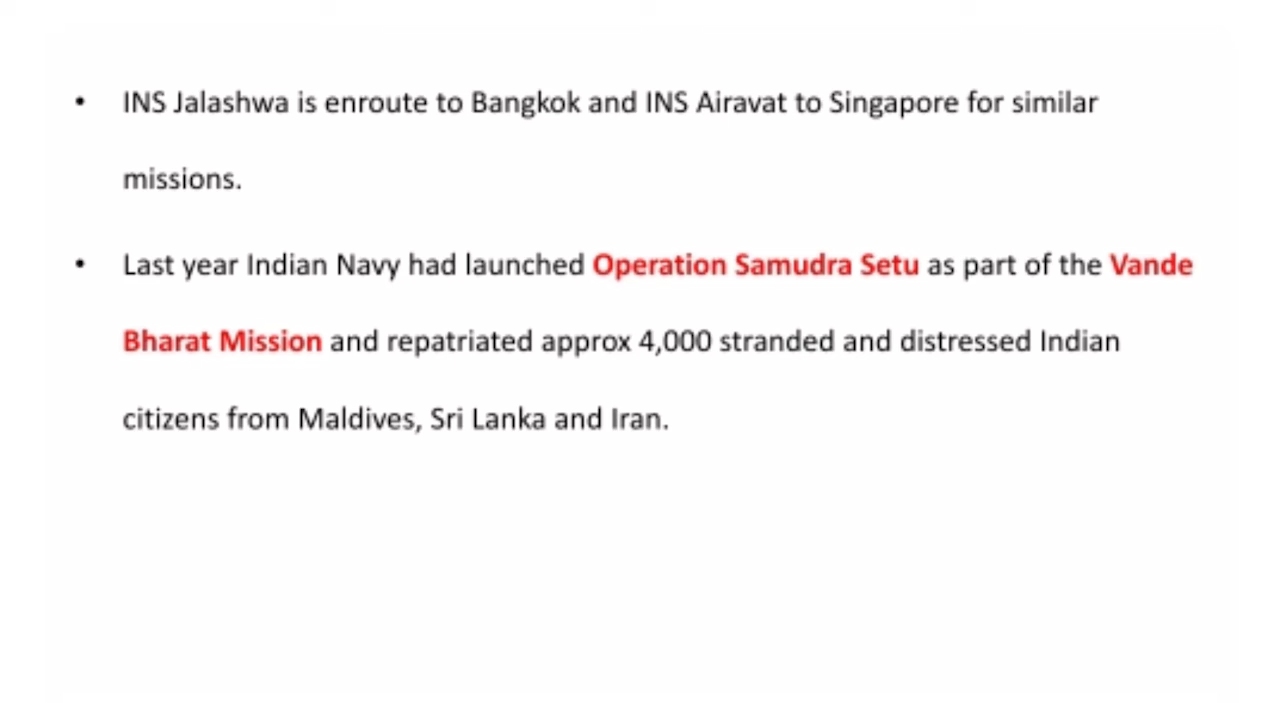 • INS Jalashwa is enroute to Bangkok and INS Airavat to Singapore for similar
missions.
• Last year Indian Navy had launched Operation Samudra Setu as part of the Vande
Bharat Mission and repatriated approx 4,000 stranded and distressed Indian
citizens from Maldives, Sri Lanka and Iran.